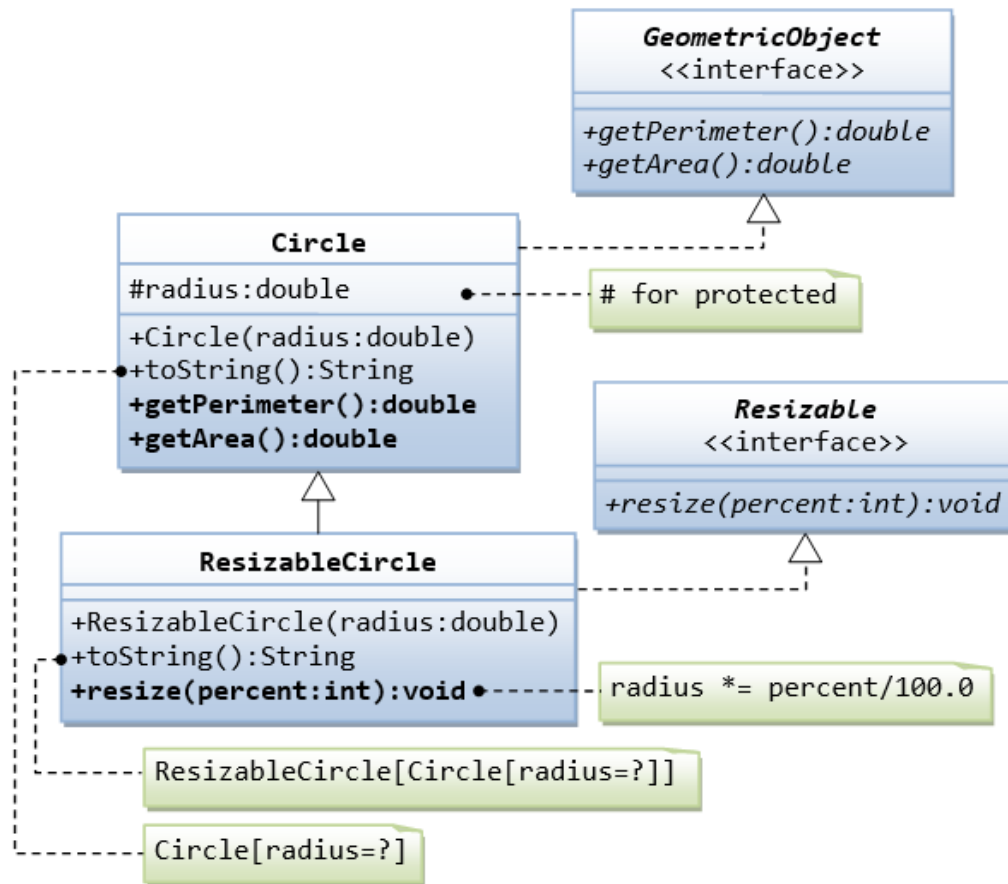 GeometricObject
<<interface>>
+getPerimeter():double
+getArea():double
Circle
#radius:double
# for protected
+Circle(radius:double)
+toString():String
+getPerimeter():double
+getArea():double
Resizable
<<interface>>
+resize(percent:int):void
ResizableCircle
+ResizableCircle(radius:double)
+toString():String
+resize(percent:int):void
radius *= percent/100.0
ResizableCircle[Circle[radius=?]]
Circle[radius=?]